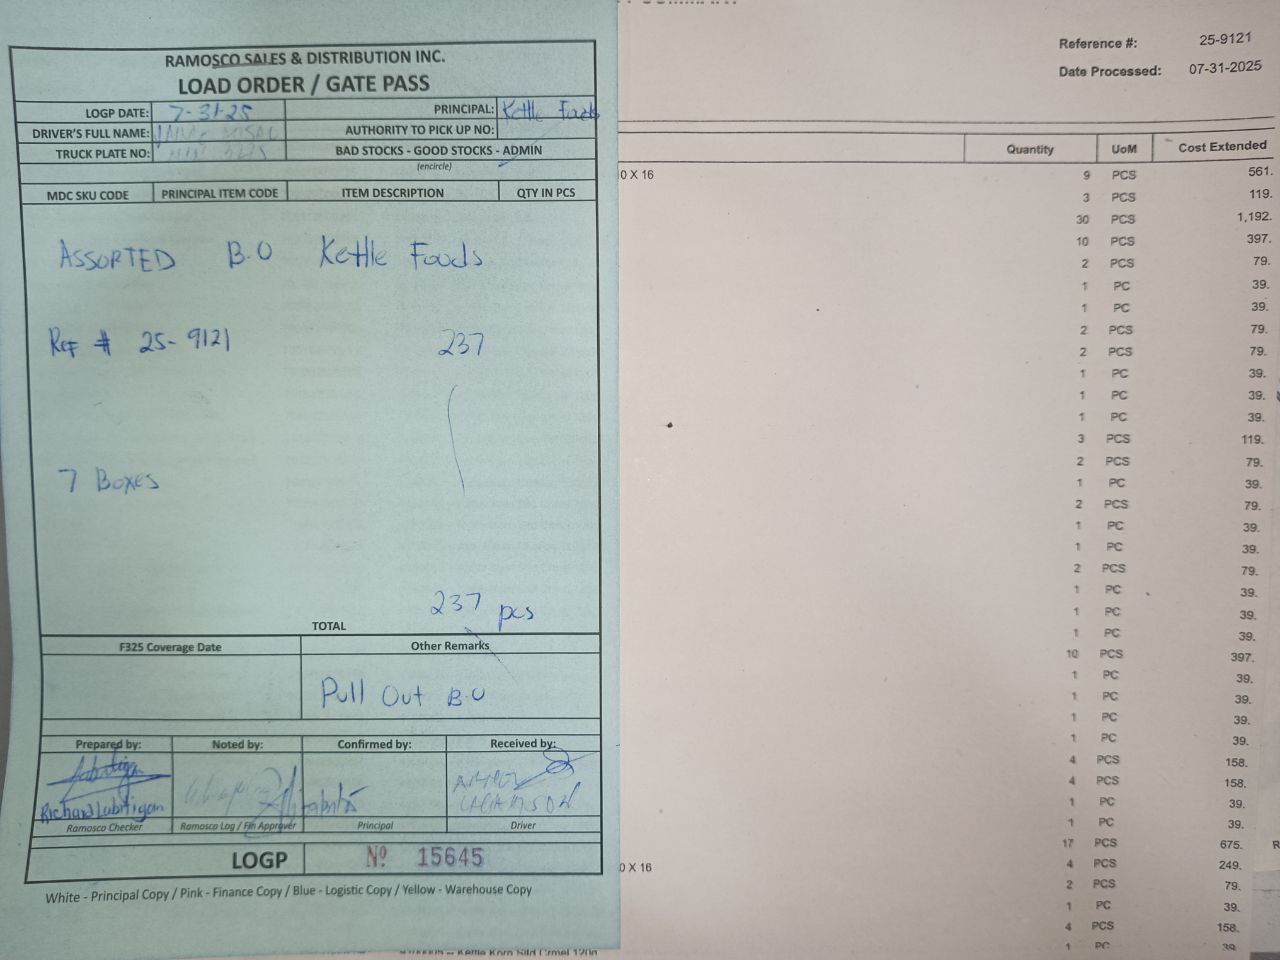 RAMOSCO SALES & DISTRIBUTION INC.
LOAD ORDER / GATE PASS
LOGP DATE: 7-31-25 PRINCIPAL: Kettle Foods
DRIVER'S FULL NAME: AUTHORITY TO PICK UP NO:
TRUCK PLATE NO: BAD STOCKS - GOOD STOCKS - ADMIN
(encircle)
MDC SKU CODE PRINCIPAL ITEM CODE ITEM DESCRIPTION QTY IN PCS
ASSORTED B.O Kettle Foods
Ref # 25-9121 237
7 Boxes
237 pcs
TOTAL
F325 Coverage Date Other Remarks
Pull Out B.O
Prepared by: Noted by: Confirmed by: Received by:
Richard Labitigan
Ramosco Checker Ramosco Log / Fin Approver Principal Driver
LOGP Nº 15645
White - Principal Copy / Pink - Finance Copy / Blue - Logistic Copy / Yellow - Warehouse Copy
Reference #: 25-9121
Date Processed: 07-31-2025
Quantity UoM Cost Extended
0 X 16 9 PCS 561.
3 PCS 119.
30 PCS 1,192.
10 PCS 397.
2 PCS 79.
1 PC 39.
1 PC 39.
2 PCS 79.
2 PCS 79.
1 PC 39.
1 PC 39.
1 PC 39.
3 PCS 119.
2 PCS 79.
1 PC 39.
2 PCS 79.
1 PC 39.
1 PC 39.
2 PCS 79.
1 PC 39.
1 PC 39.
1 PC 39.
10 PCS 397.
1 PC 39.
1 PC 39.
1 PC 39.
1 PC 39.
4 PCS 158.
4 PCS 158.
1 PC 39.
1 PC 39.
17 PCS 675. R
0 X 16 4 PCS 249.
2 PCS 79.
1 PC 39.
4 PCS 158.
1 PC 39.
Kettle Korn Sltd Crmel 120g